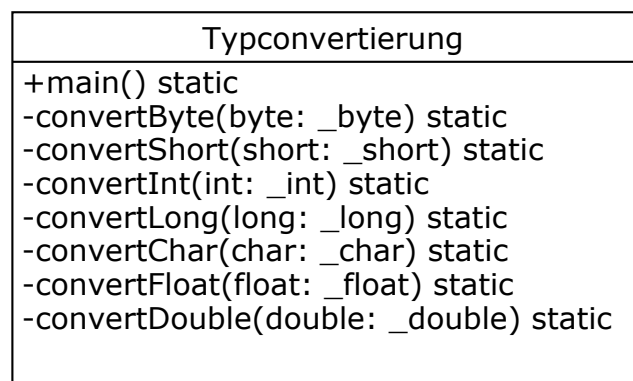 Typconvertierung
+main() static
-convertByte(byte: _byte) static
-convertShort(short: _short) static
-convertInt(int: _int) static
-convertLong(long: _long) static
-convertChar(char: _char) static
-convertFloat(float: _float) static
-convertDouble(double: _double) static